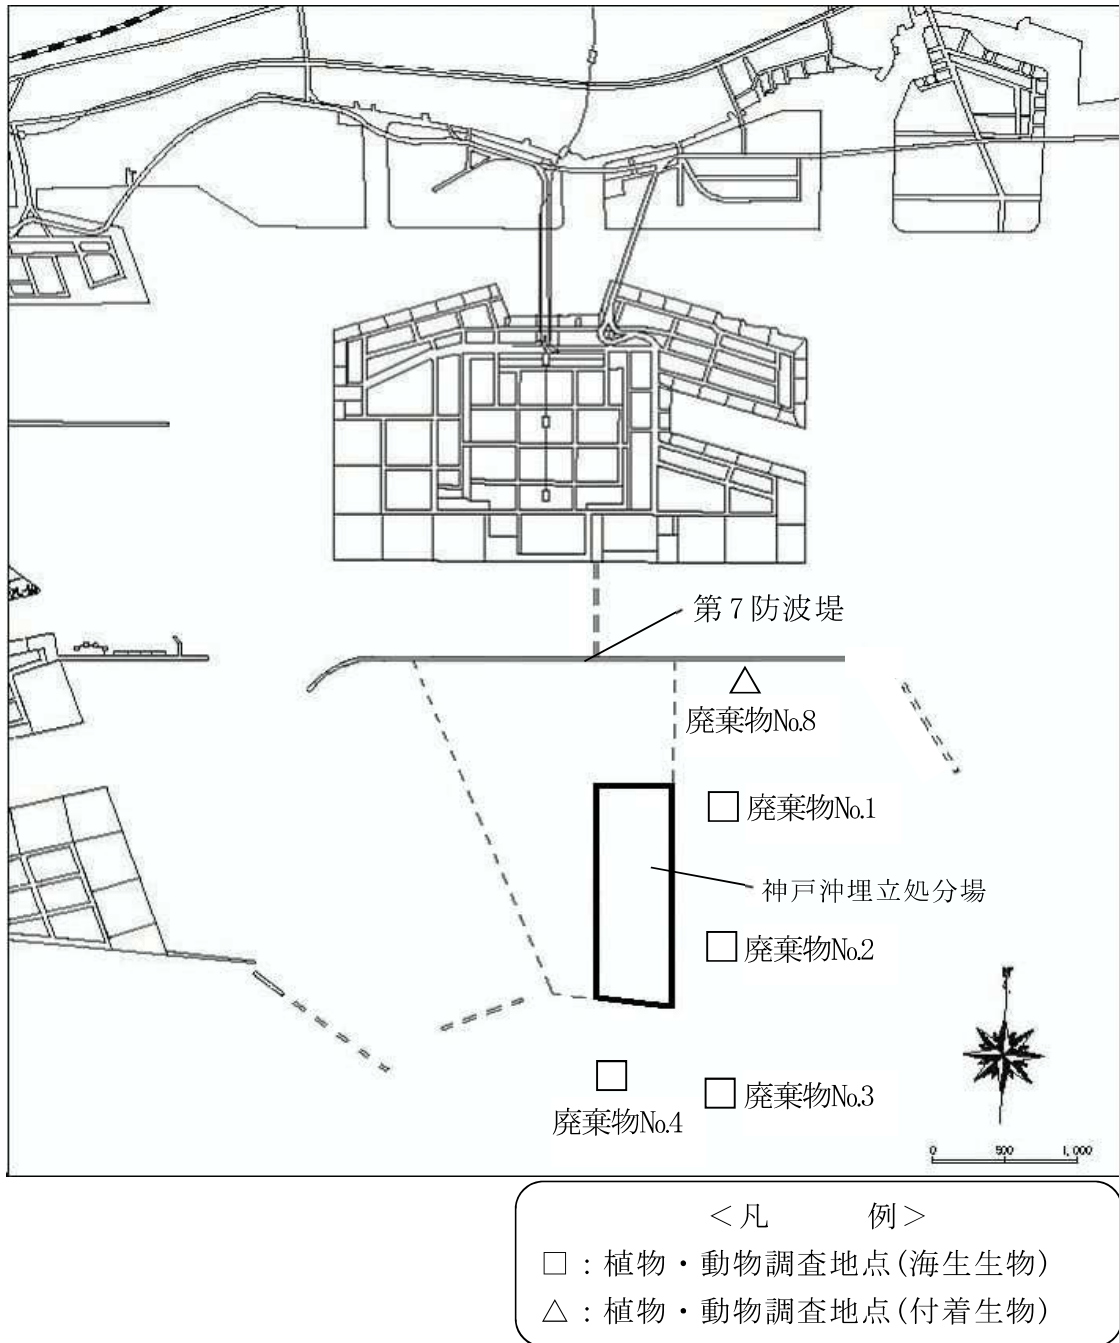 第7防波堤
廃棄物No.8
廃棄物No.1
神戸沖埋立処分場
廃棄物No.2
N
廃棄物No.3
廃棄物No.4
0 500 1,000
＜凡　例＞
□：植物・動物調査地点(海生生物)
△：植物・動物調査地点(付着生物)